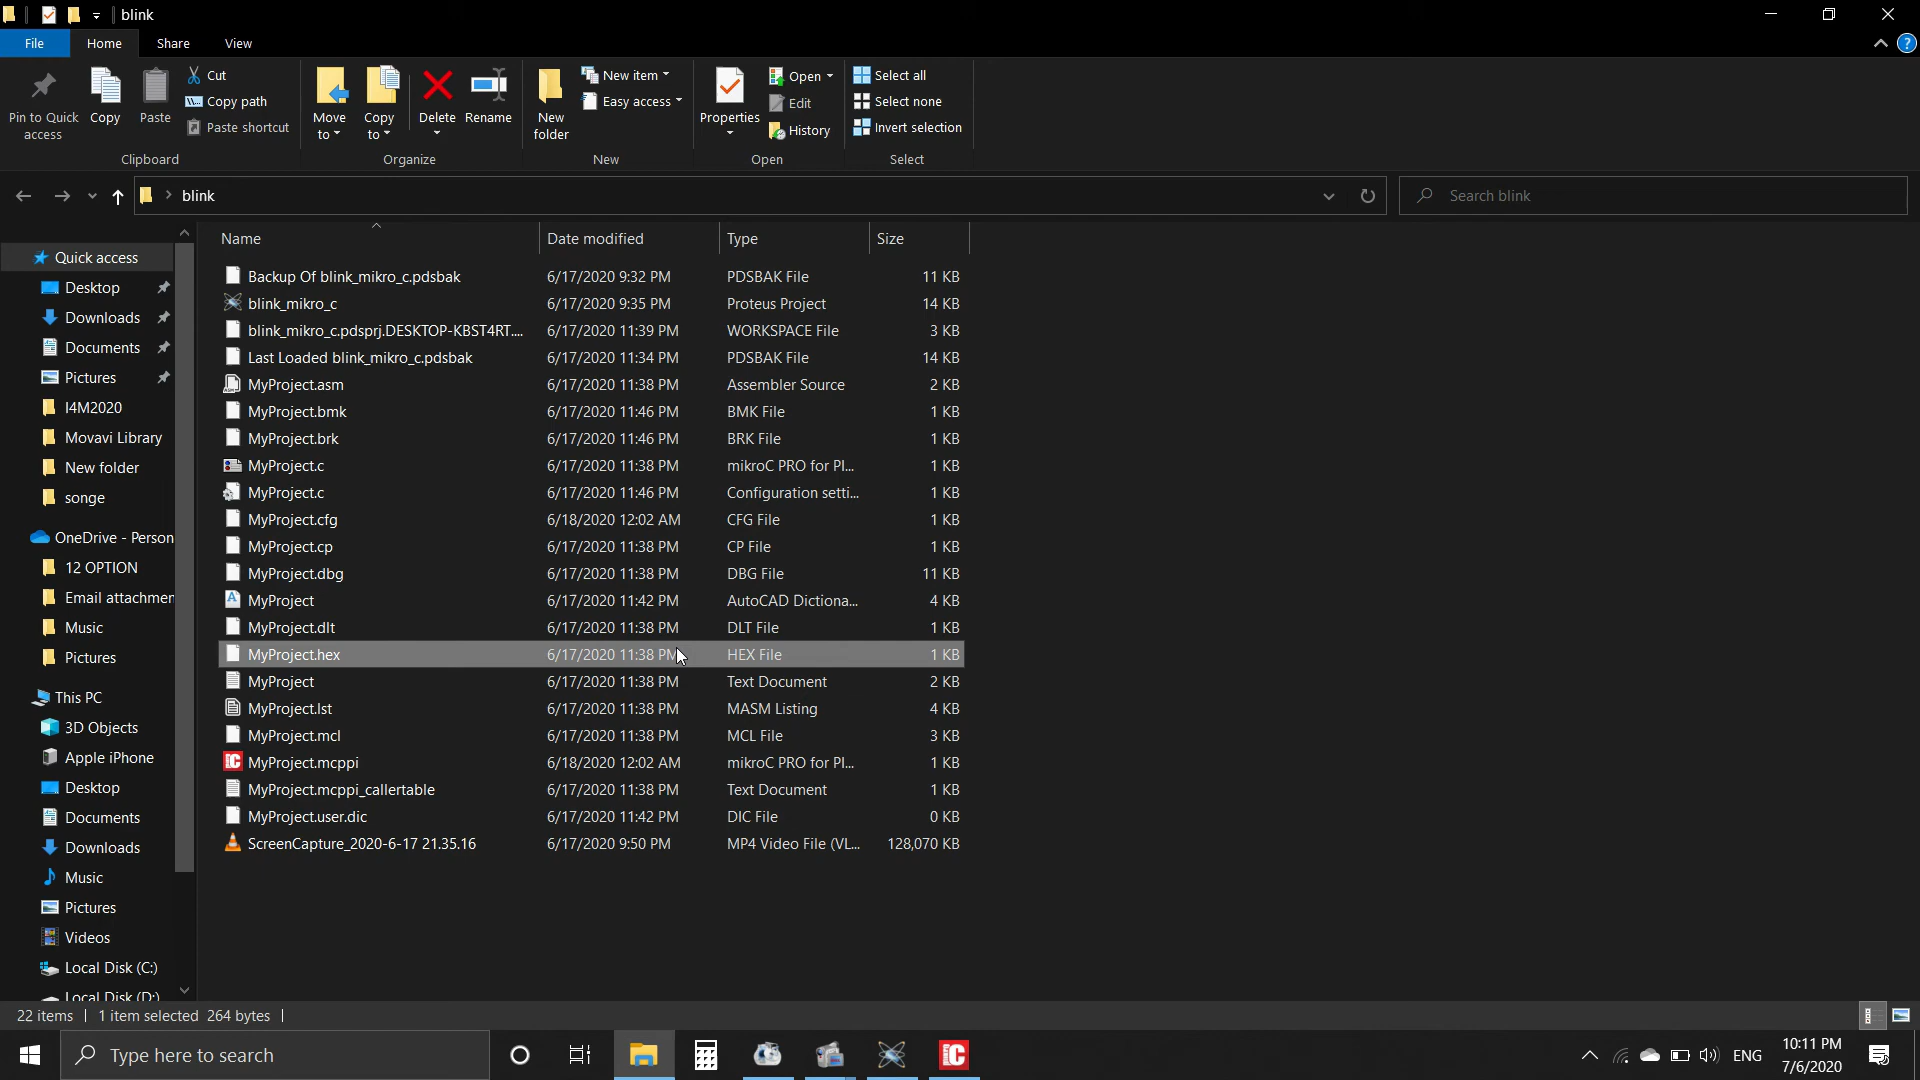 blink
File Home Share View
Pin to Quick access
Copy
Paste
Cut
Copy path
Paste shortcut
Move to
Copy to
Delete
Rename
New folder
New item
Easy access
Properties
Open
Edit
History
Select all
Select none
Invert selection
Clipboard Organize New Open Select
blink
Search blink
Name Date modified Type Size
Backup Of blink_mikro_c.pdsbak 6/17/2020 9:32 PM PDSBAK File 11 KB
blink_mikro_c 6/17/2020 9:35 PM Proteus Project 14 KB
blink_mikro_c.pdsprj.DESKTOP-KBST4RT.... 6/17/2020 11:39 PM WORKSPACE File 3 KB
Last Loaded blink_mikro_c.pdsbak 6/17/2020 11:34 PM PDSBAK File 14 KB
MyProject.asm 6/17/2020 11:38 PM Assembler Source 2 KB
MyProject.bmk 6/17/2020 11:46 PM BMK File 1 KB
MyProject.brk 6/17/2020 11:46 PM BRK File 1 KB
MyProject.c 6/17/2020 11:38 PM mikroC PRO for PI... 1 KB
MyProject.c 6/17/2020 11:46 PM Configuration setti... 1 KB
MyProject.cfg 6/18/2020 12:02 AM CFG File 1 KB
MyProject.cp 6/17/2020 11:38 PM CP File 1 KB
MyProject.dbg 6/17/2020 11:38 PM DBG File 11 KB
MyProject 6/17/2020 11:42 PM AutoCAD Dictiona... 4 KB
MyProject.dlt 6/17/2020 11:38 PM DLT File 1 KB
MyProject.hex 6/17/2020 11:38 PM HEX File 1 KB
MyProject 6/17/2020 11:38 PM Text Document 2 KB
MyProject.lst 6/17/2020 11:38 PM MASM Listing 4 KB
MyProject.mcl 6/17/2020 11:38 PM MCL File 3 KB
MyProject.mcppi 6/18/2020 12:02 AM mikroC PRO for PI... 1 KB
MyProject.mcppi_callertable 6/17/2020 11:38 PM Text Document 1 KB
MyProject.user.dic 6/17/2020 11:42 PM DIC File 0 KB
ScreenCapture_2020-6-17 21.35.16 6/17/2020 9:50 PM MP4 Video File (VL... 128,070 KB
Quick access
Desktop
Downloads
Documents
Pictures
I4M2020
Movavi Library
New folder
songe
OneDrive - Person
12 OPTION
Email attachmen
Music
Pictures
This PC
3D Objects
Apple iPhone
Desktop
Documents
Downloads
Music
Pictures
Videos
Local Disk (C:)
Local Disk (D:)
22 items 1 item selected 264 bytes
Type here to search
ENG
10:11 PM
7/6/2020